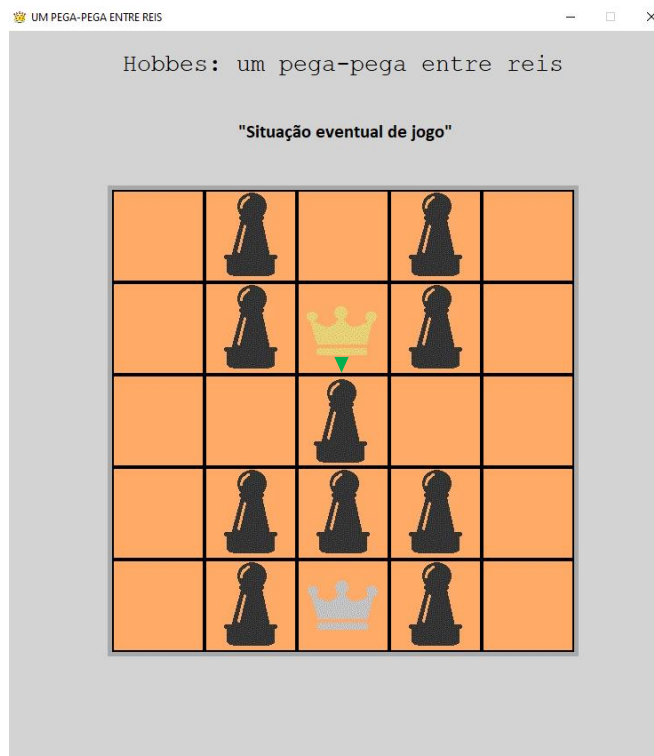 UM PEGA-PEGA ENTRE REIS
Hobbes: um pega-pega entre reis
"Situação eventual de jogo"